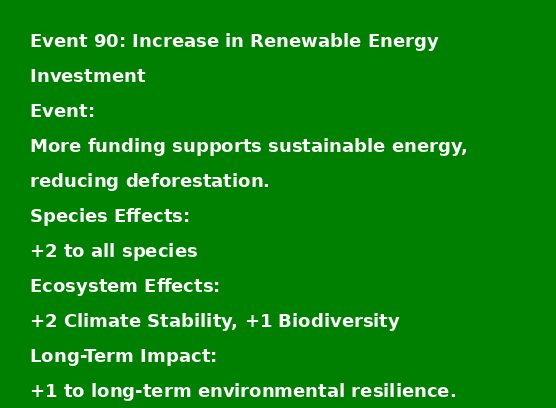 Event 90: Increase in Renewable Energy
Investment
Event:
More funding supports sustainable energy,
reducing deforestation.
Species Effects:
+2 to all species
Ecosystem Effects:
+2 Climate Stability, +1 Biodiversity
Long-Term Impact:
+1 to long-term environmental resilience.